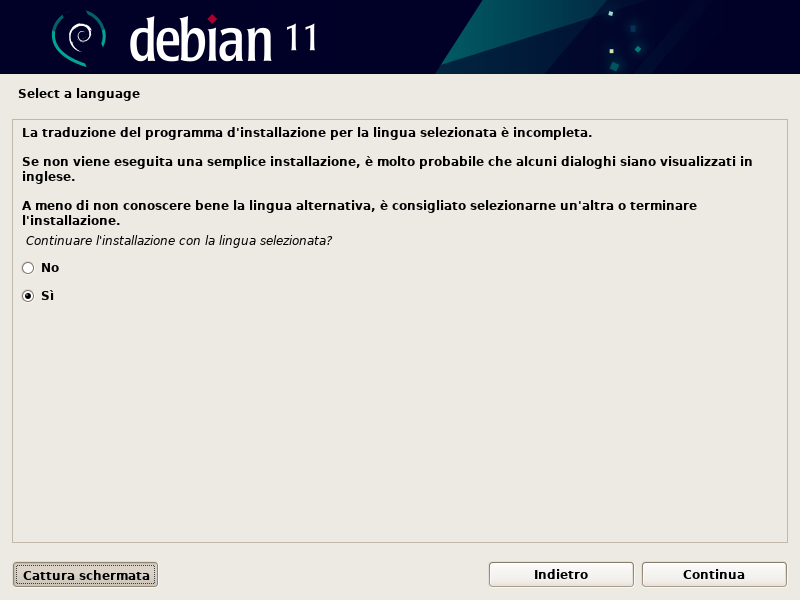 debian 11
Select a language
La traduzione del programma d'installazione per la lingua selezionata è incompleta.
Se non viene eseguita una semplice installazione, è molto probabile che alcuni dialoghi siano visualizzati in
inglese.
A meno di non conoscere bene la lingua alternativa, è consigliato selezionarne un'altra o terminare
l'installazione.
Continuare l'installazione con la lingua selezionata?
No
Sì
Cattura schermata
Indietro
Continua